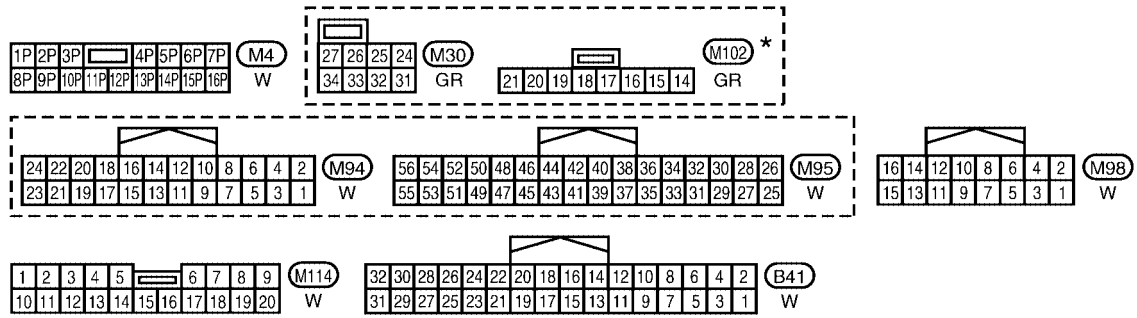 1P 2P 3P 4P 5P 6P 7P M4
8P 9P 10P 11P 12P 13P 14P 15P 16P W
27 26 25 24 M30
34 33 32 31 GR
M102 *
21 20 19 18 17 16 15 14 GR
24 22 20 18 16 14 12 10 8 6 4 2 M94
23 21 19 17 15 13 11 9 7 5 3 1 W
56 54 52 50 48 46 44 42 40 38 36 34 32 30 28 26 M95
55 53 51 49 47 45 43 41 39 37 35 33 31 29 27 25 W
16 14 12 10 8 6 4 2 M98
15 13 11 9 7 5 3 1 W
1 2 3 4 5 6 7 8 9 M114
10 11 12 13 14 15 16 17 18 19 20 W
32 30 28 26 24 22 20 18 16 14 12 10 8 6 4 2 B41
31 29 27 25 23 21 19 17 15 13 11 9 7 5 3 1 W